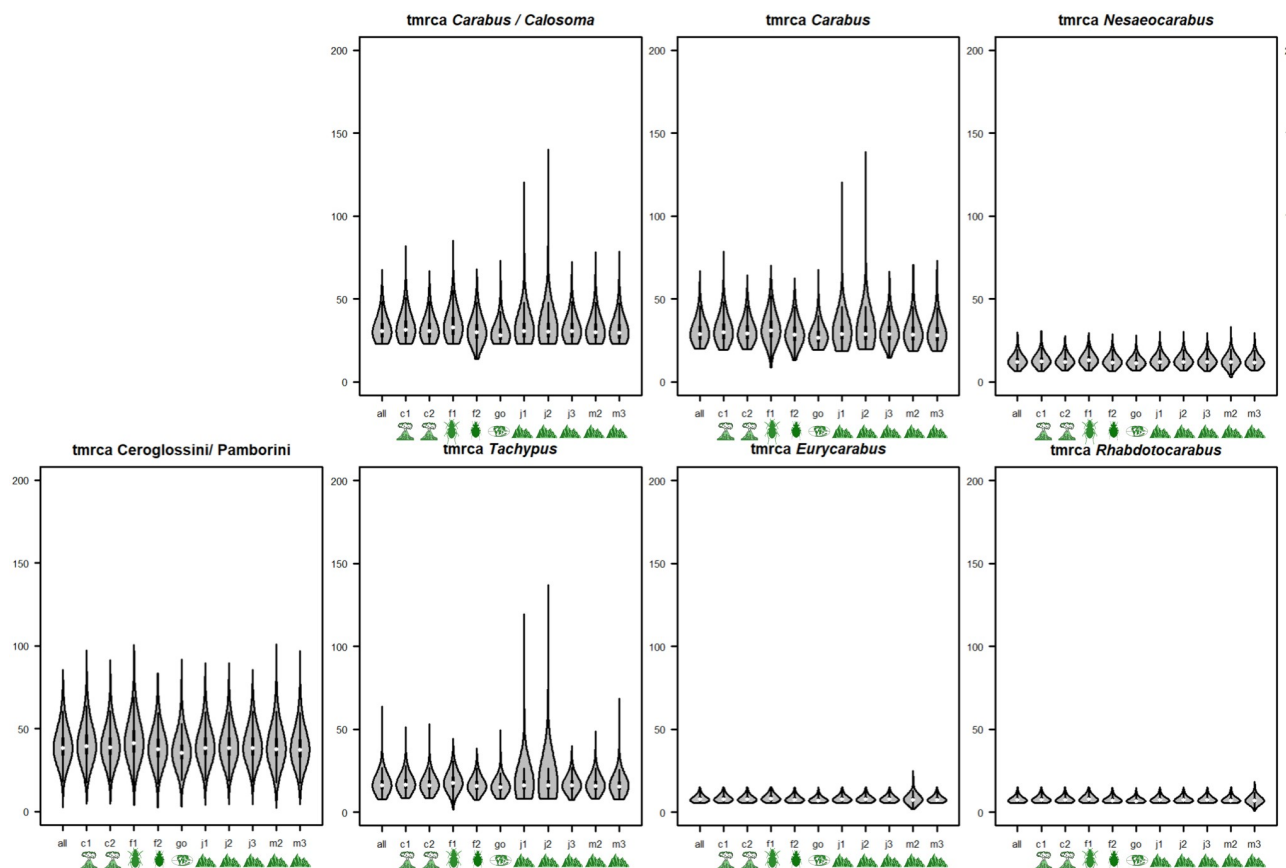 tmrca Carabus / Calosoma
200
150
100
50
0
all c1 c2 f1 f2 go j1 j2 j3 m2 m3
tmrca Carabus
200
150
100
50
0
all c1 c2 f1 f2 go j1 j2 j3 m2 m3
tmrca Nesaeocarabus
200
150
100
50
0
all c1 c2 f1 f2 go j1 j2 j3 m2 m3
tmrca Ceroglossini/ Pamborini
200
150
100
50
0
all c1 c2 f1 f2 go j1 j2 j3 m2 m3
tmrca Tachypus
200
150
100
50
0
all c1 c2 f1 f2 go j1 j2 j3 m2 m3
tmrca Eurycarabus
200
150
100
50
0
all c1 c2 f1 f2 go j1 j2 j3 m2 m3
tmrca Rhabdotocarabus
200
150
100
50
0
all c1 c2 f1 f2 go j1 j2 j3 m2 m3